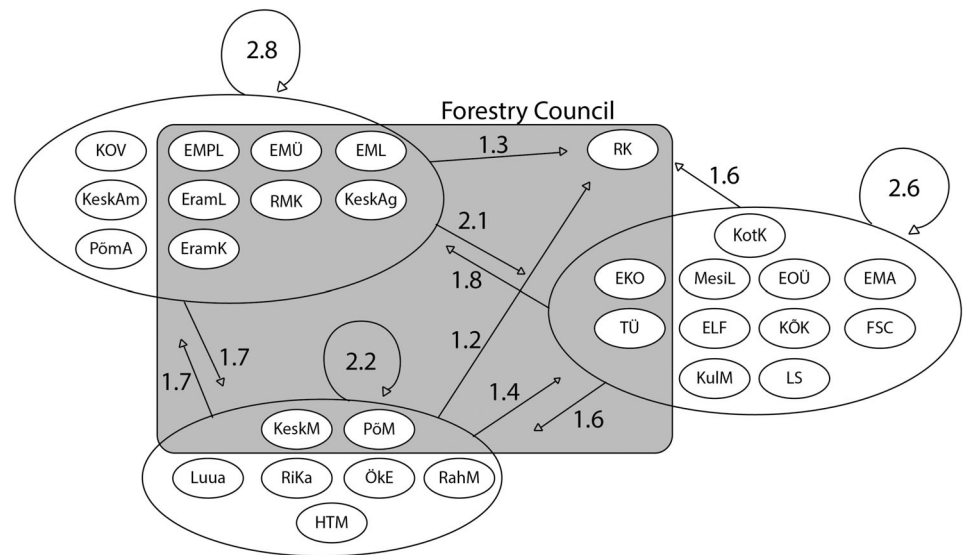 2.8
Forestry Council
KOV EMPL EMÜ EML 1.3 RK
1.6
2.6
KeskAm EramL RMK KeskAg
2.1
PõmA EramK KotK
1.8 EKO MesiL EOÜ EMA
TÜ ELF KÕK FSC
1.7 2.2 1.2
1.7 1.4 KulM LS
1.6
KeskM PõM
Luua RiKa ÖkE RahM
HTM